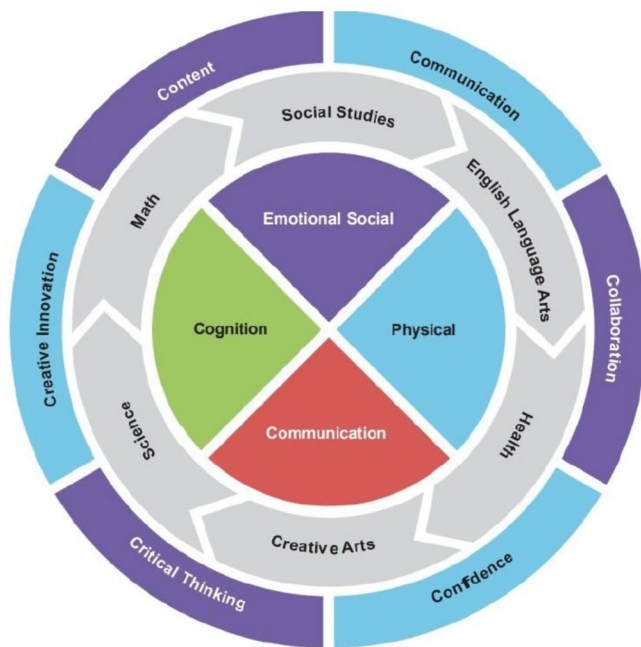 Content
Communication
Collaboration
Confidence
Critical Thinking
Creative Innovation
Social Studies
English Language Arts
Health
Creative Arts
Science
Math
Emotional Social
Physical
Communication
Cognition